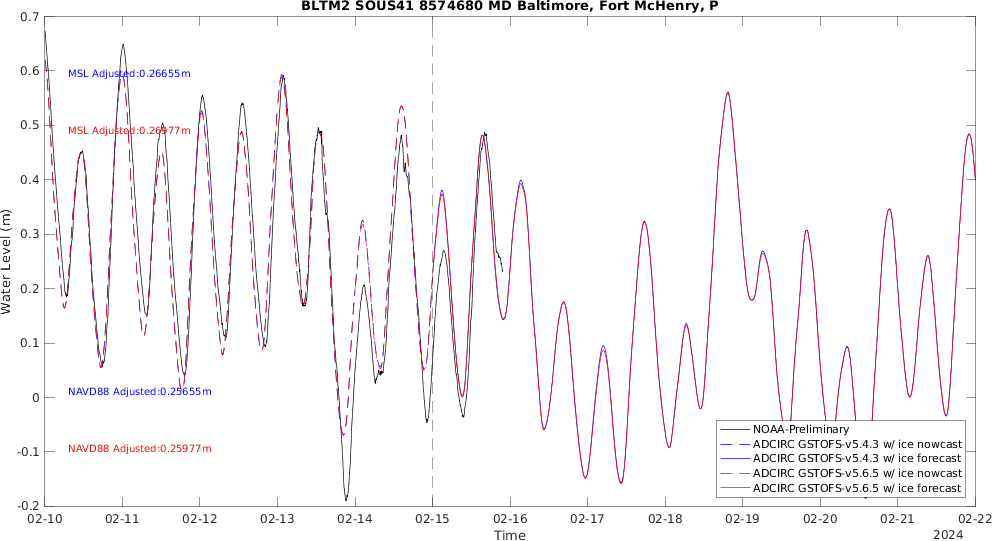 BLTM2 SOUS41 8574680 MD Baltimore, Fort McHenry, P
0.7
0.6
0.5
0.4
0.3
0.2
0.1
0
-0.1
-0.2
Water Level (m)
MSL Adjusted:0.26655m
MSL Adjusted:0.26977m
NAVD88 Adjusted:0.25655m
NAVD88 Adjusted:0.25977m
NOAA-Preliminary
ADCIRC GSTOFS-v5.4.3 w/ ice nowcast
ADCIRC GSTOFS-v5.4.3 w/ ice forecast
ADCIRC GSTOFS-v5.6.5 w/ ice nowcast
ADCIRC GSTOFS-v5.6.5 w/ ice forecast
02-10 02-11 02-12 02-13 02-14 02-15 02-16 02-17 02-18 02-19 02-20 02-21 02-22
Time
2024